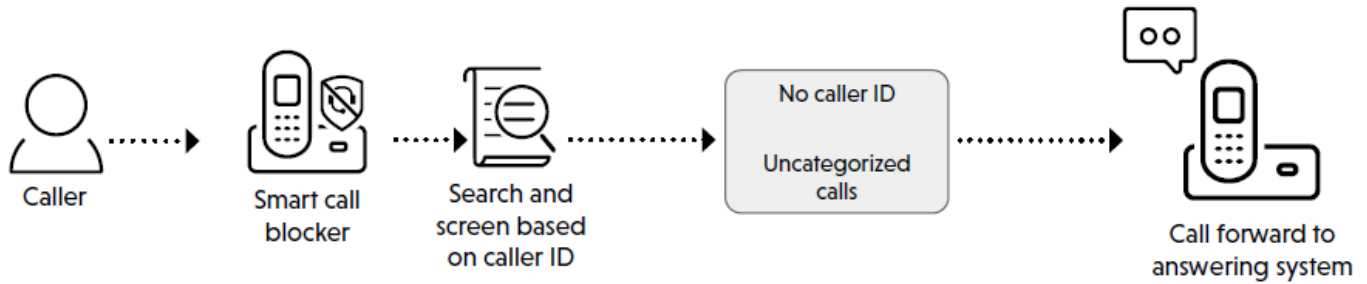 Caller
Smart call
blocker
Search and
screen based
on caller ID
No caller ID
Uncategorized
calls
Call forward to
answering system